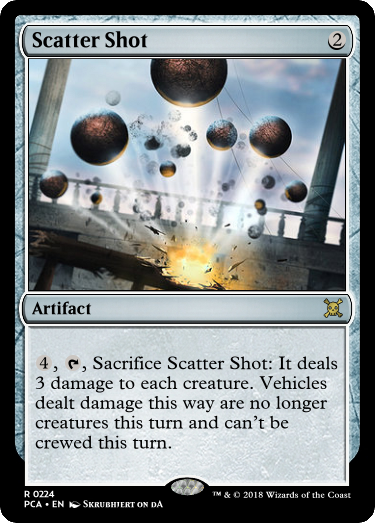 Scatter Shot 2
Artifact
4, T, Sacrifice Scatter Shot: It deals
3 damage to each creature. Vehicles
dealt damage this way are no longer
creatures this turn and can't be
crewed this turn.
R 0224
PCA • EN SKRUBHJERT ON DA
™ & © 2018 Wizards of the Coast